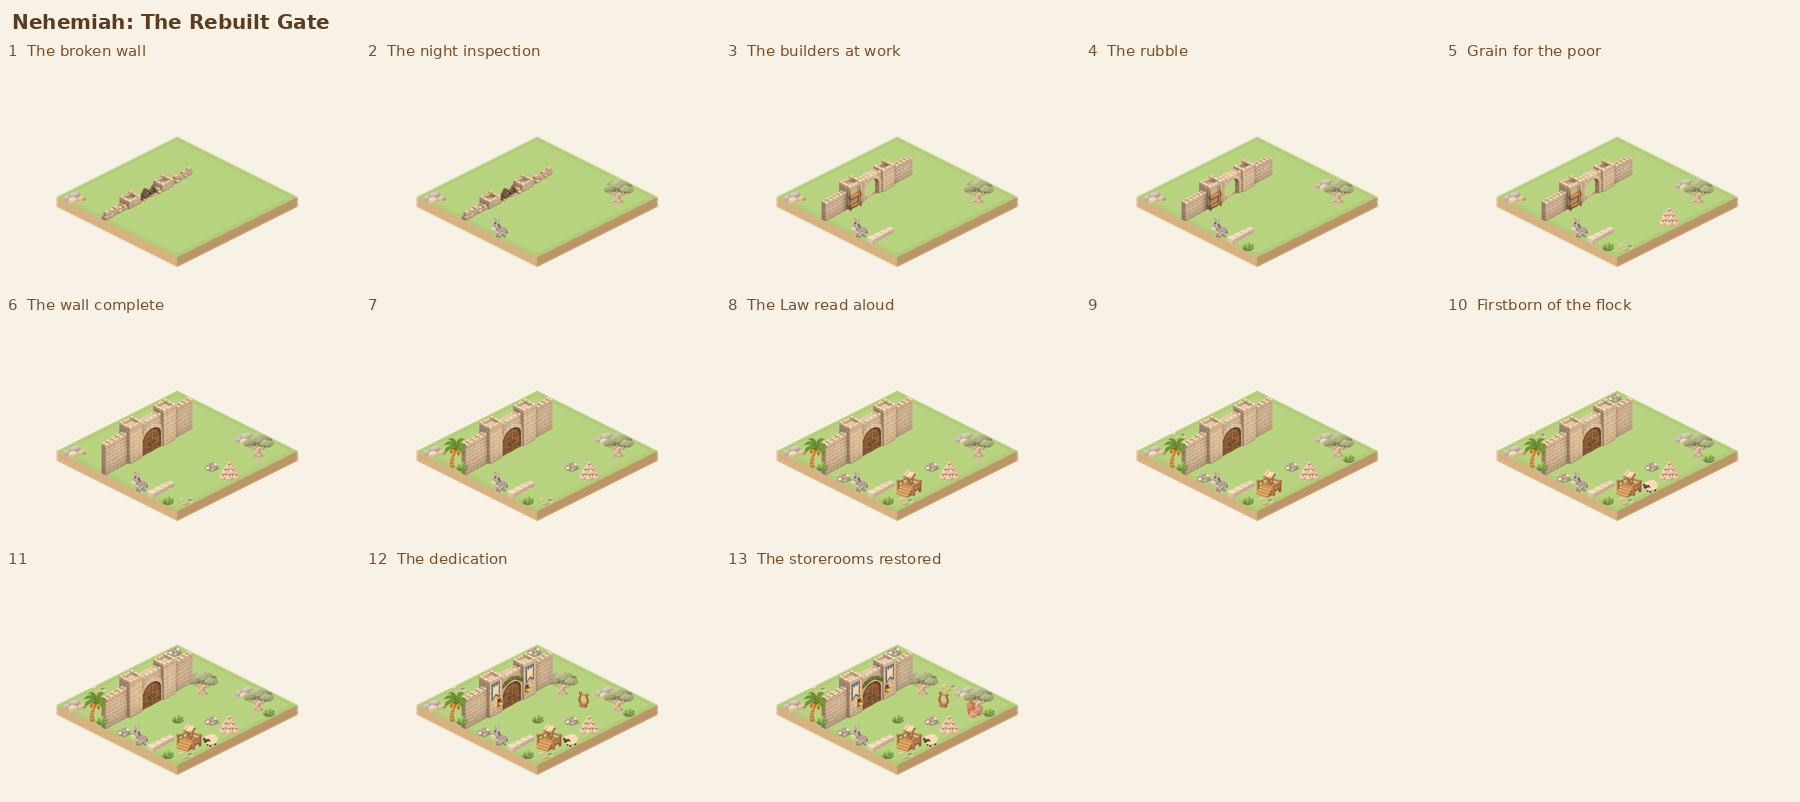 Nehemiah: The Rebuilt Gate
1 The broken wall
2 The night inspection
3 The builders at work
4 The rubble
5 Grain for the poor
6 The wall complete
7
8 The Law read aloud
9
10 Firstborn of the flock
11
12 The dedication
13 The storerooms restored